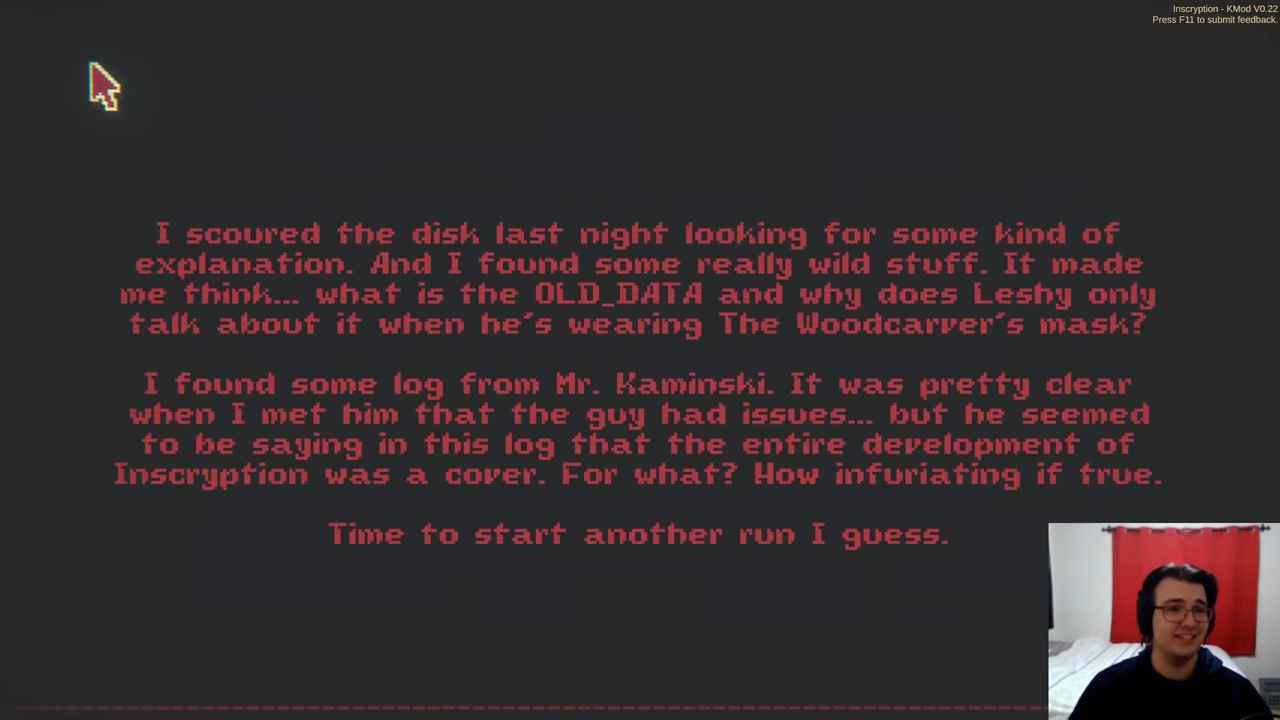 Inscryption - KMod V0.22
Press F11 to submit feedback.
I scoured the disk last night looking for some kind of
explanation. And I found some really wild stuff. It made
me think... what is the OLD_DATA and why does Leshy only
talk about it when he's wearing The Woodcarver's mask?
I found some log from Mr. Kaminski. It was pretty clear
when I met him that the guy had issues... but he seemed
to be saying in this log that the entire development of
Inscryption was a cover. For what? How infuriating if true.
Time to start another run I guess.